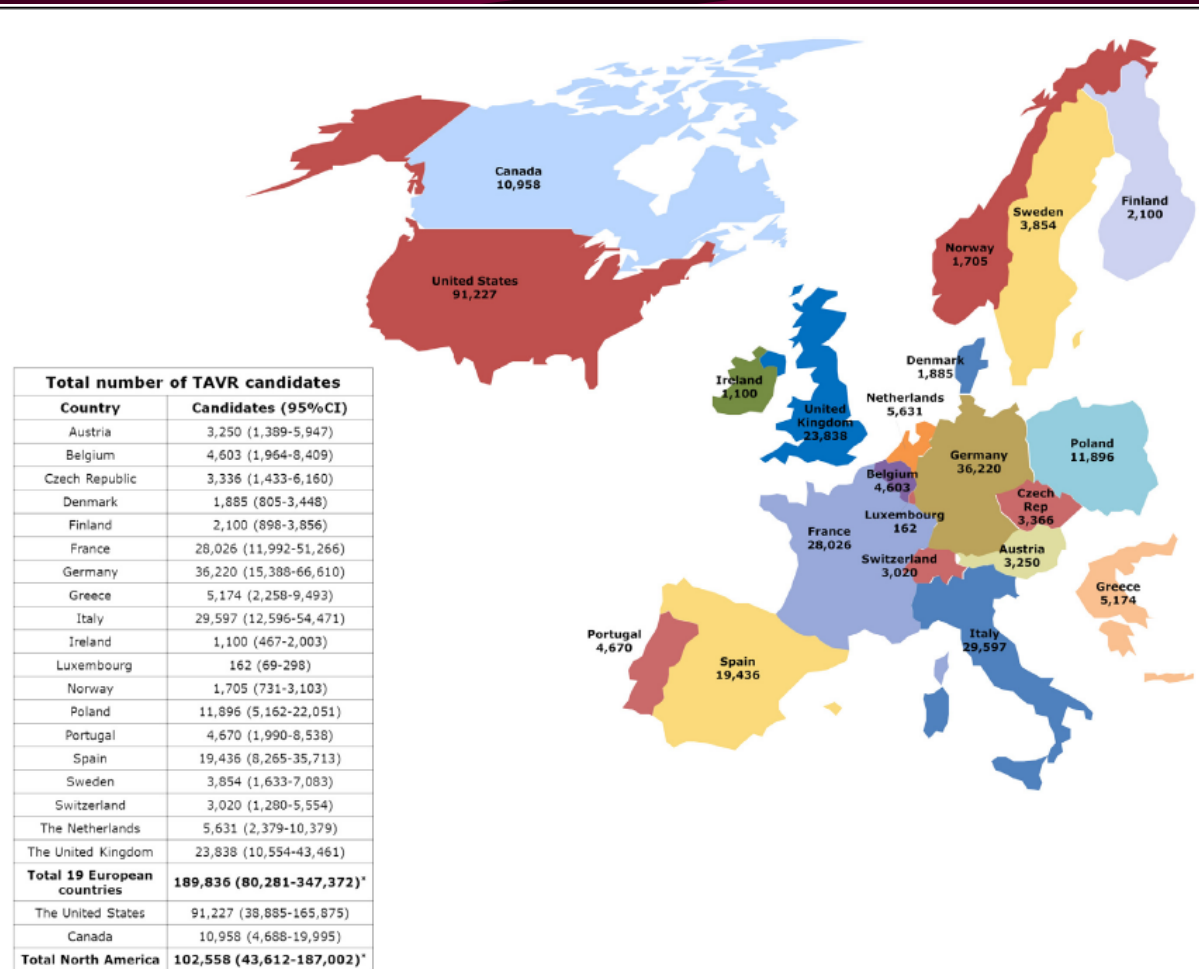 Canada
10,958
United States
91,227
Finland
2,100
Sweden
3,854
Norway
1,705
Denmark
1,885
Ireland
1,100
Netherlands
5,631
United
Kingdom
23,838
Germany
36,220
Poland
11,896
Belgium
4,603
Czech
Rep
3,366
Luxembourg
162
France
28,026
Austria
3,250
Switzerland
3,020
Greece
5,174
Portugal
4,670
Italy
29,597
Spain
19,436
Total number of TAVR candidates
Country Candidates (95%CI)
Austria 3,250 (1,389-5,947)
Belgium 4,603 (1,964-8,409)
Czech Republic 3,336 (1,433-6,160)
Denmark 1,885 (805-3,448)
Finland 2,100 (898-3,856)
France 28,026 (11,992-51,266)
Germany 36,220 (15,388-66,610)
Greece 5,174 (2,258-9,493)
Italy 29,597 (12,596-54,471)
Ireland 1,100 (467-2,003)
Luxembourg 162 (69-298)
Norway 1,705 (731-3,103)
Poland 11,896 (5,162-22,051)
Portugal 4,670 (1,990-8,538)
Spain 19,436 (8,265-35,713)
Sweden 3,854 (1,633-7,083)
Switzerland 3,020 (1,280-5,554)
The Netherlands 5,631 (2,379-10,379)
The United Kingdom 23,838 (10,554-43,461)
Total 19 European
countries 189,836 (80,281-347,372)*
The United States 91,227 (38,885-165,875)
Canada 10,958 (4,688-19,995)
Total North America 102,558 (43,612-187,002)*